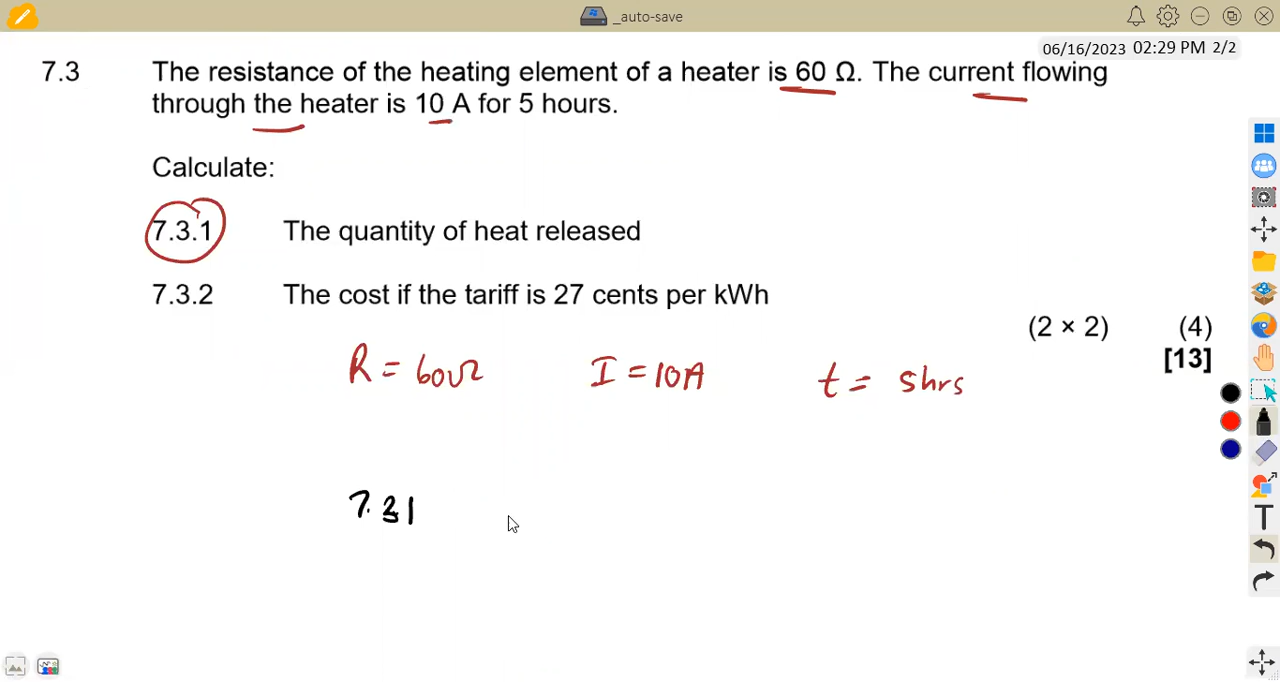 _auto-save
06/16/2023 02:29 PM 2/2
7.3 The resistance of the heating element of a heater is 60 Ω. The current flowing
through the heater is 10 A for 5 hours.
Calculate:
7.3.1 The quantity of heat released
7.3.2 The cost if the tariff is 27 cents per kWh
(2 × 2) (4)
[13]
R = 60Ω I = 10A t = 5hrs
7.31
T